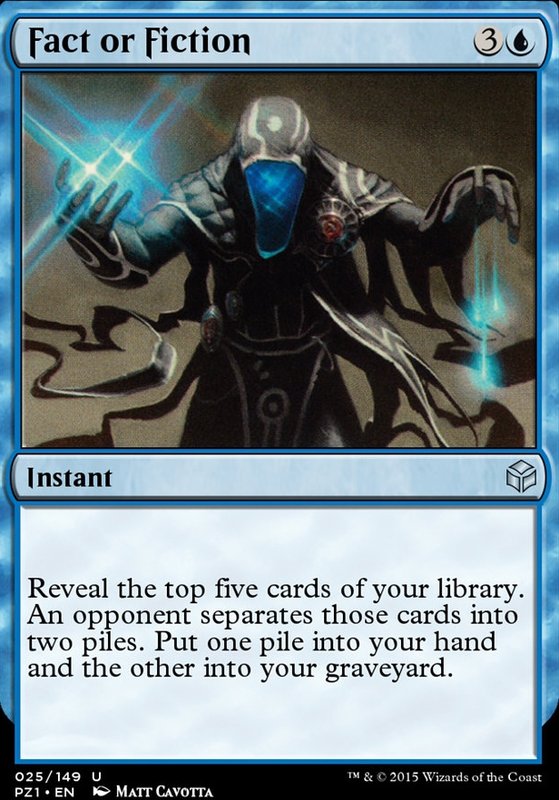 Fact or Fiction 3
Instant
Reveal the top five cards of your library.
An opponent separates those cards into
two piles. Put one pile into your hand
and the other into your graveyard.
025/149 U
PZ1 • EN Matt Cavotta
™ & © 2015 Wizards of the Coast